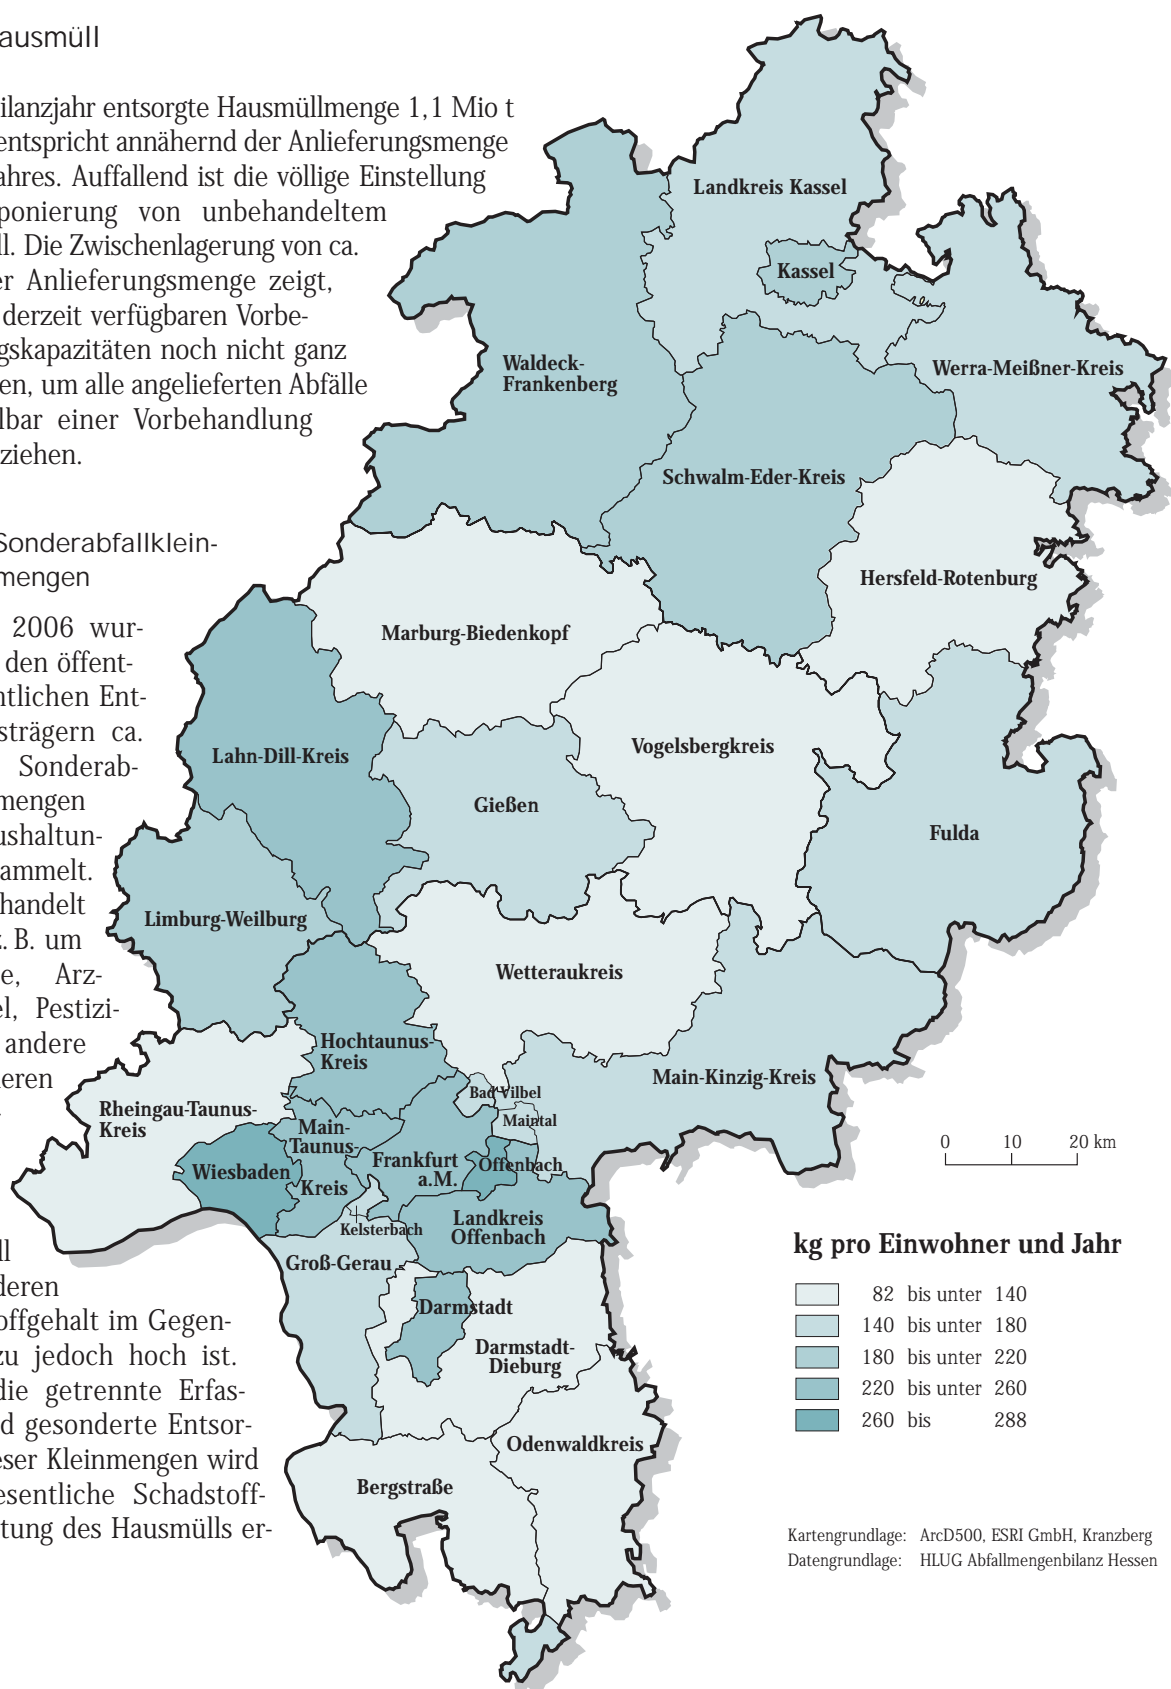 ausmüll
ilanzjahr entsorgte Hausmüllmenge 1,1 Mio t
entspricht annähernd der Anlieferungsmenge
ahres. Auffallend ist die völlige Einstellung
ponierung von unbehandeltem
ll. Die Zwischenlagerung von ca.
er Anlieferungsmenge zeigt,
derzeit verfügbaren Vorbe-
gskapazitäten noch nicht ganz
en, um alle angelieferten Abfälle
lbar einer Vorbehandlung
ziehen.
Sonderabfallklein-
mengen
2006 wur-
den öffent-
ntlichen Ent-
strägern ca.
Sonderab-
mengen
ushaltun-
ammelt.
handelt
z. B. um
e, Arz-
el, Pestizi-
andere
eren
ll
deren
offgehalt im Gegen-
zu jedoch hoch ist.
die getrennte Erfas-
d gesonderte Entsor-
eser Kleinmengen wird
esentliche Schadstoff-
tung des Hausmülls er-
Landkreis Kassel
Kassel
Waldeck-
Frankenberg
Werra-Meißner-Kreis
Schwalm-Eder-Kreis
Hersfeld-Rotenburg
Marburg-Biedenkopf
Vogelsbergkreis
Lahn-Dill-Kreis
Gießen
Fulda
Limburg-Weilburg
Wetteraukreis
Hochtaunus-
Kreis
Main-Kinzig-Kreis
Bad Vilbel
Rheingau-Taunus-
Kreis
Maintal
Main-
Taunus-
Kreis
Frankfurt
a.M.
Offenbach
Wiesbaden
Kelsterbach
Landkreis
Offenbach
Groß-Gerau
Darmstadt
Darmstadt-
Dieburg
Odenwaldkreis
Bergstraße
0 10 20 km
kg pro Einwohner und Jahr
82 bis unter 140
140 bis unter 180
180 bis unter 220
220 bis unter 260
260 bis 288
Kartengrundlage: ArcD500, ESRI GmbH, Kranzberg
Datengrundlage: HLUG Abfallmengenbilanz Hessen